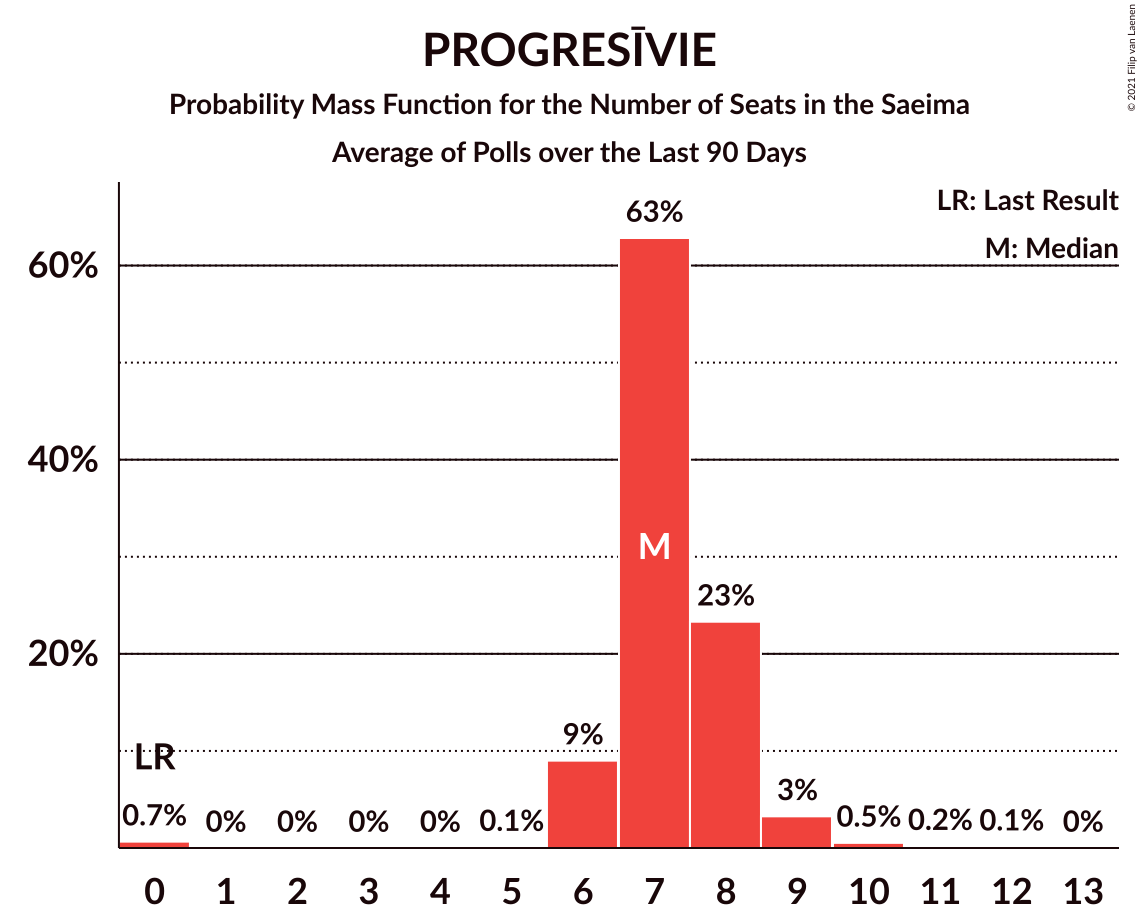 PROGRESĪVIE
Probability Mass Function for the Number of Seats in the Saeima
Average of Polls over the Last 90 Days
© 2021 Filip van Laenen
LR: Last Result
M: Median
63%
60%
40%
M
23%
20%
9%
LR
3%
0.7% 0% 0% 0% 0% 0.1% 0.5% 0.2% 0.1% 0%
0 1 2 3 4 5 6 7 8 9 10 11 12 13